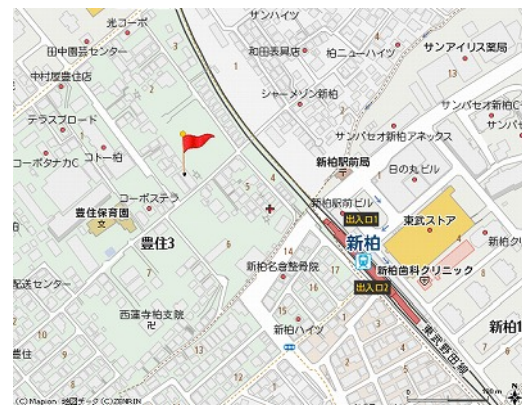 光コーポ
サンハイツ
田中園芸センター
和田表具店
柏ニューハイツ
サンアイリス薬局
中村屋豊住店
シャーメゾン新柏
テラスブロード
サンパセオ新柏C
サンパセオ新柏アネックス
コーポタナカC
コトー柏
新柏駅前局
日の丸ビル
コーポステラ
新柏駅前ビル
豊住保育園
文
出入口1
東武ストア
豊住3
新柏
新柏名倉整骨院
新柏歯科クリニック
配送センター
出入口2
西蓮寺柏支院
新柏ハイツ
新柏1
東武野田線
豊住
(C)Mapion 地図データ(C)ZENRIN
100m
N